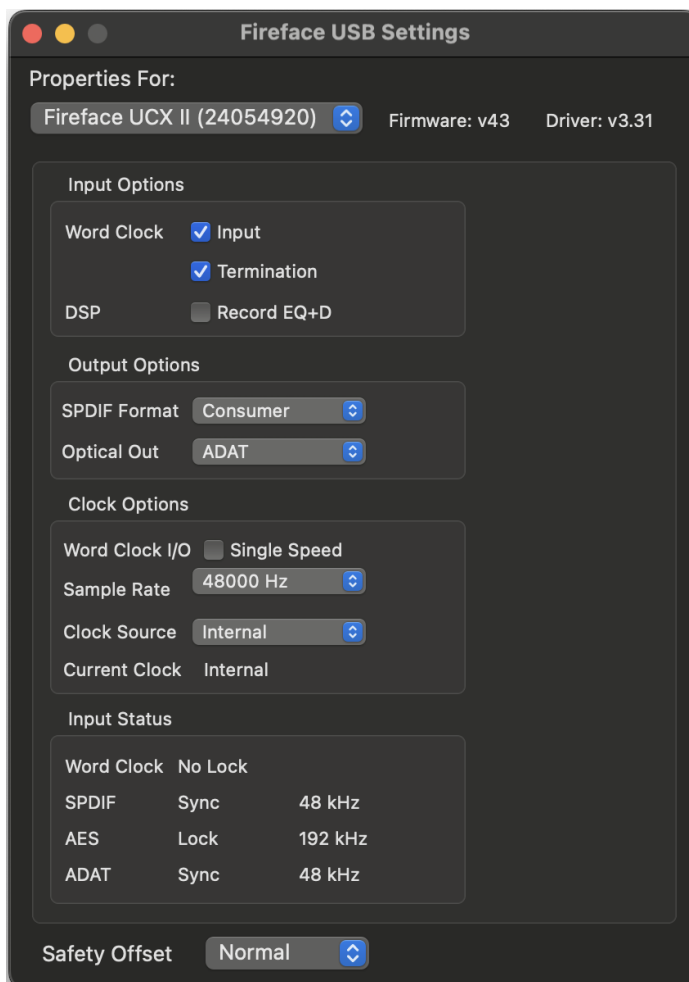 Fireface USB Settings
Properties For:
Fireface UCX II (24054920) Firmware: v43 Driver: v3.31
Input Options
Word Clock Input
Termination
DSP Record EQ+D
Output Options
SPDIF Format Consumer
Optical Out ADAT
Clock Options
Word Clock I/O Single Speed
Sample Rate 48000 Hz
Clock Source Internal
Current Clock Internal
Input Status
Word Clock No Lock
SPDIF Sync 48 kHz
AES Lock 192 kHz
ADAT Sync 48 kHz
Safety Offset Normal